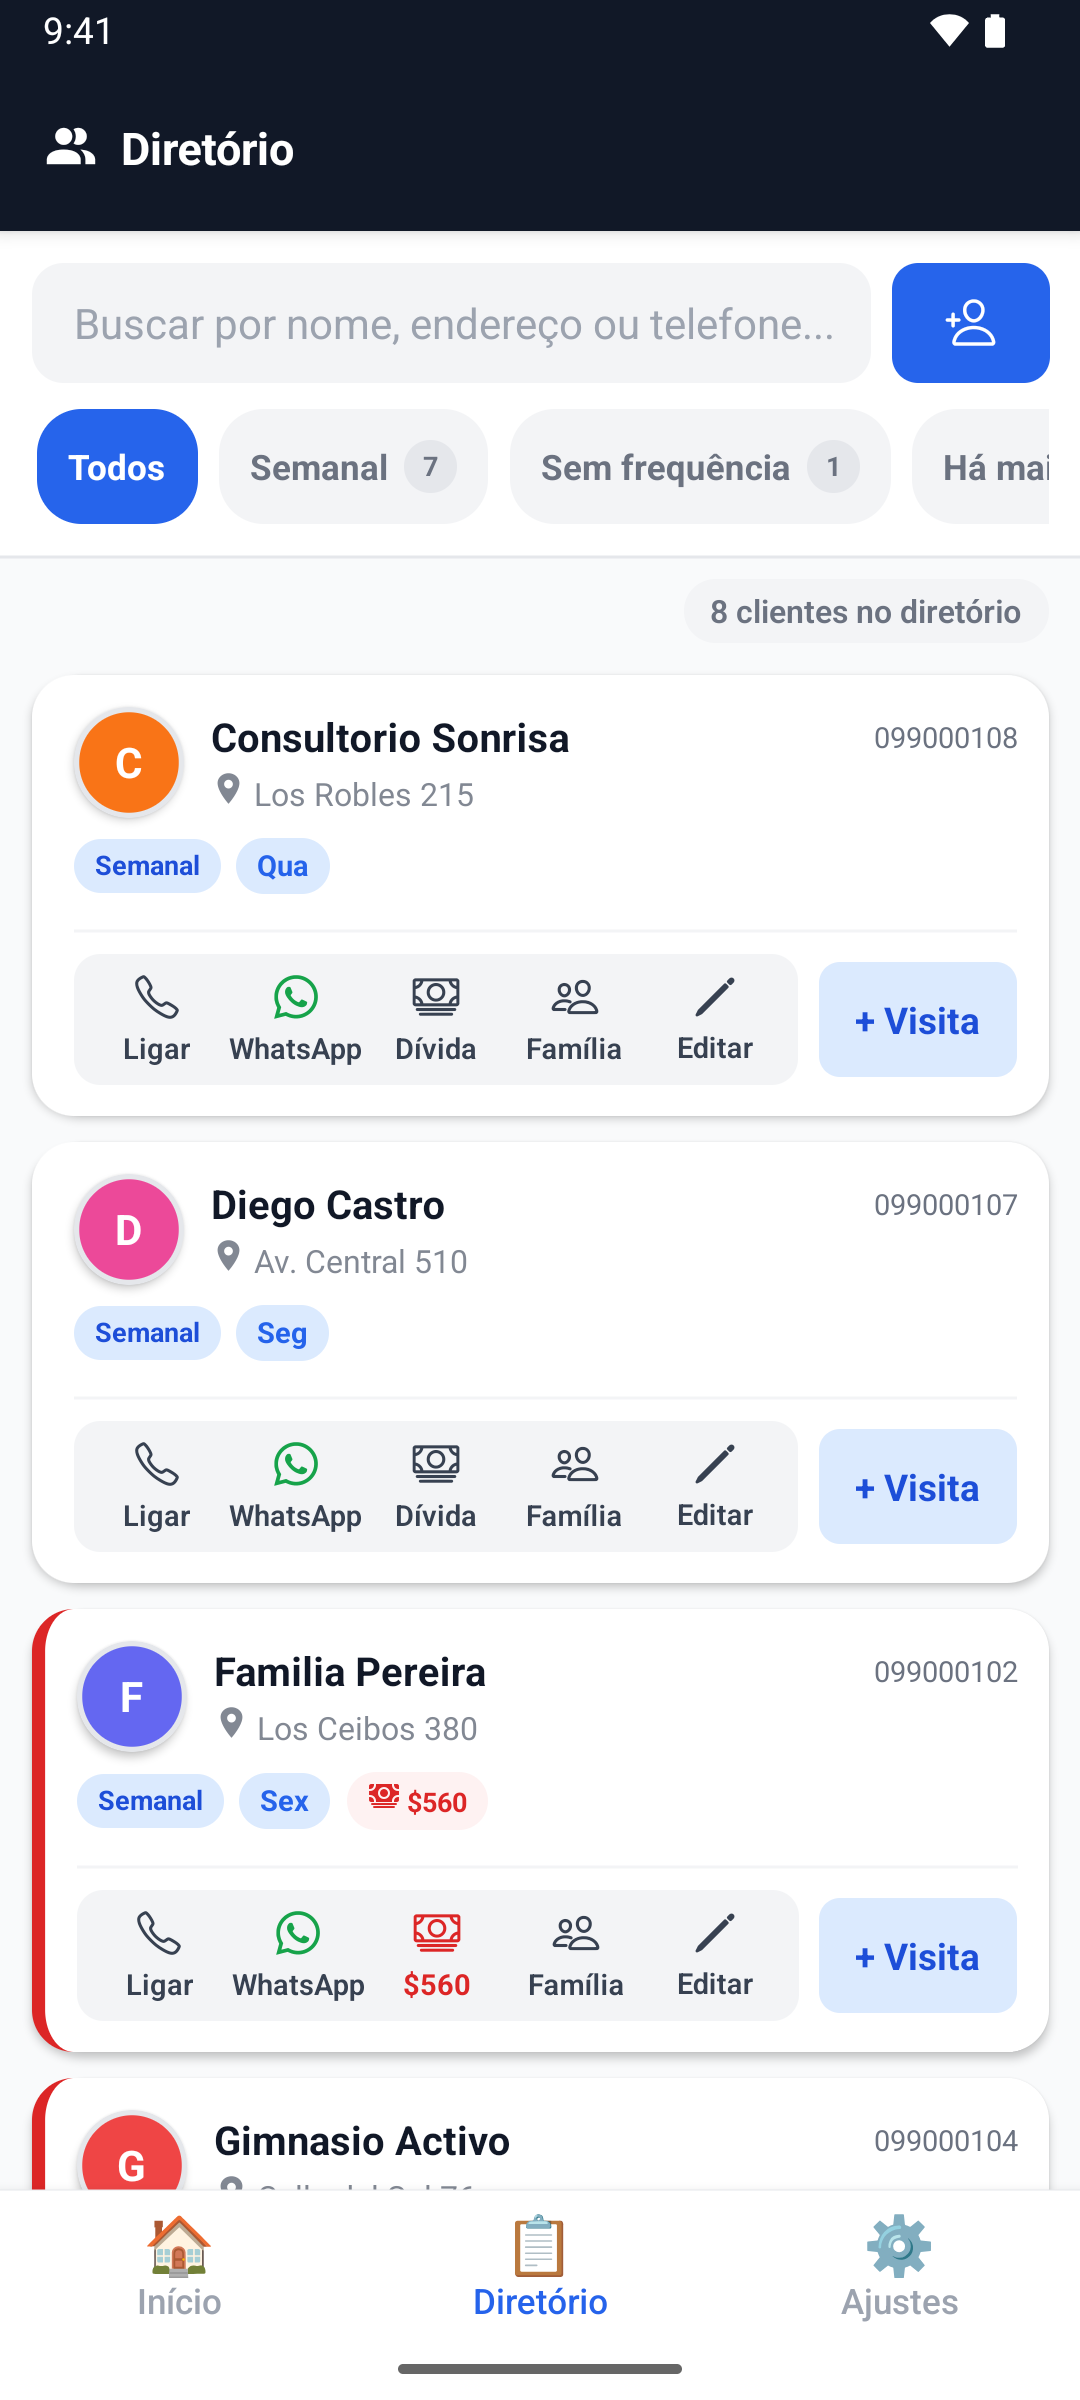 9:41
Diretório
Buscar por nome, endereço ou telefone...
Todos
Semanal 7
Sem frequência 1
Há mai
8 clientes no diretório
C
Consultorio Sonrisa
099000108
Los Robles 215
Semanal
Qua
Ligar
WhatsApp
Dívida
Família
Editar
+ Visita
D
Diego Castro
099000107
Av. Central 510
Semanal
Seg
Ligar
WhatsApp
Dívida
Família
Editar
+ Visita
F
Familia Pereira
099000102
Los Ceibos 380
Semanal
Sex
$560
Ligar
WhatsApp
$560
Família
Editar
+ Visita
G
Gimnasio Activo
099000104
Início
Diretório
Ajustes